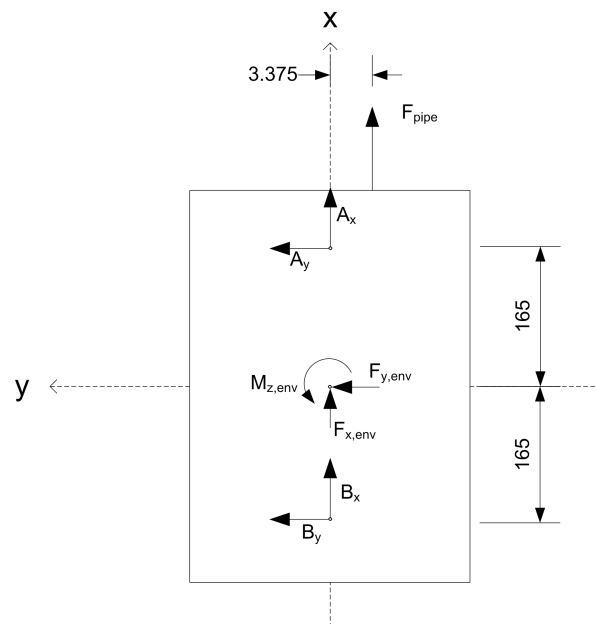 x
3.375
F_pipe
A_x
A_y
165
M_z,env
F_y,env
y
F_x,env
165
B_x
B_y